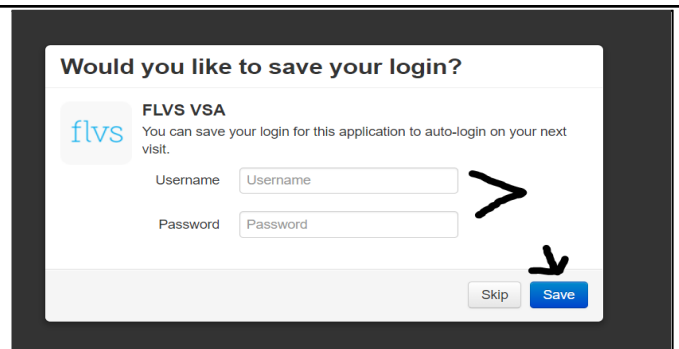 Would you like to save your login?
flvs
FLVS VSA
You can save your login for this application to auto-login on your next
visit.
Username Username
Password Password
Skip Save